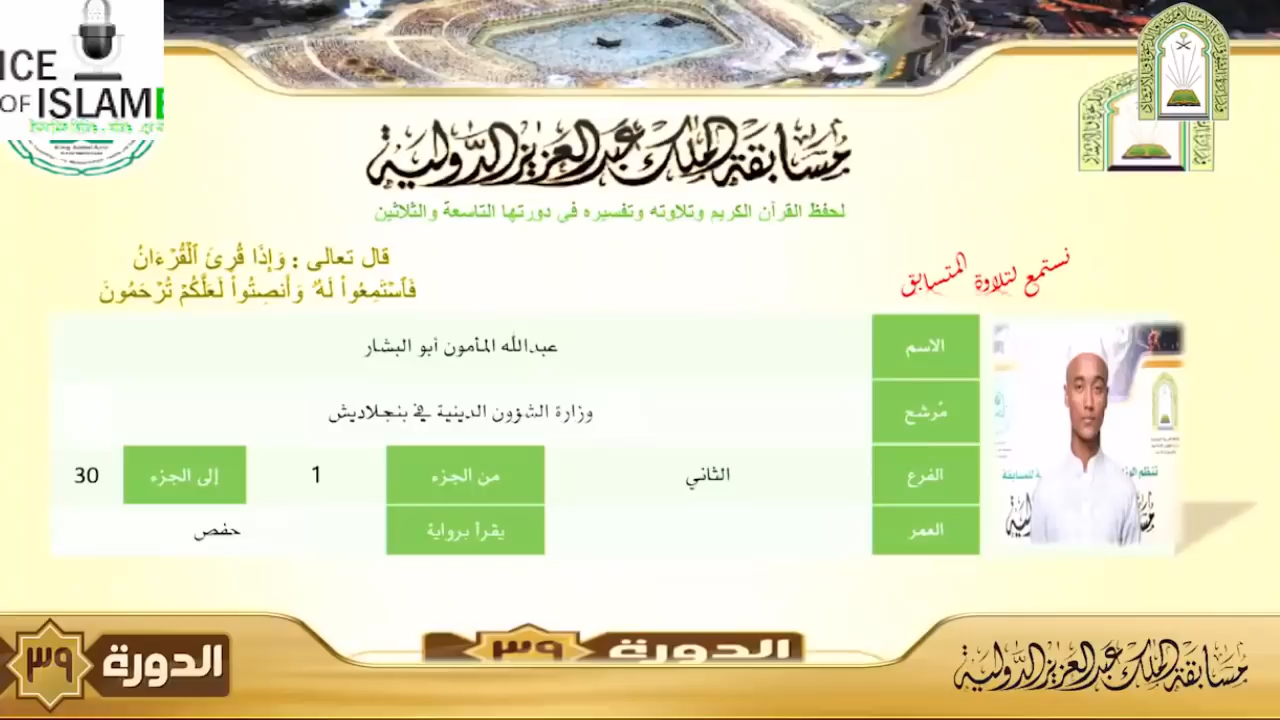 ICE
OF ISLAM
مسابقة الملك عبدالعزيز الدولية
لحفظ القرآن الكريم وتلاوته وتفسيره في دورتها التاسعة والثلاثين
قال تعالى : وَإِذَا قُرِئَ ٱلْقُرْءَانُ
فَٱسْتَمِعُوا۟ لَهُۥ وَأَنصِتُوا۟ لَعَلَّكُمْ تُرْحَمُونَ
نستمع لتلاوة المتسابق
الاسم عبدالله المأمون أبو البشار
مُرشح وزارة الشؤون الدينية في بنجلاديش
الفرع الثاني من الجزء 1 إلى الجزء 30
العمر يقرأ برواية حفص
الدورة ٣٩
الدورة ٣٩
مسابقة الملك عبدالعزيز الدولية